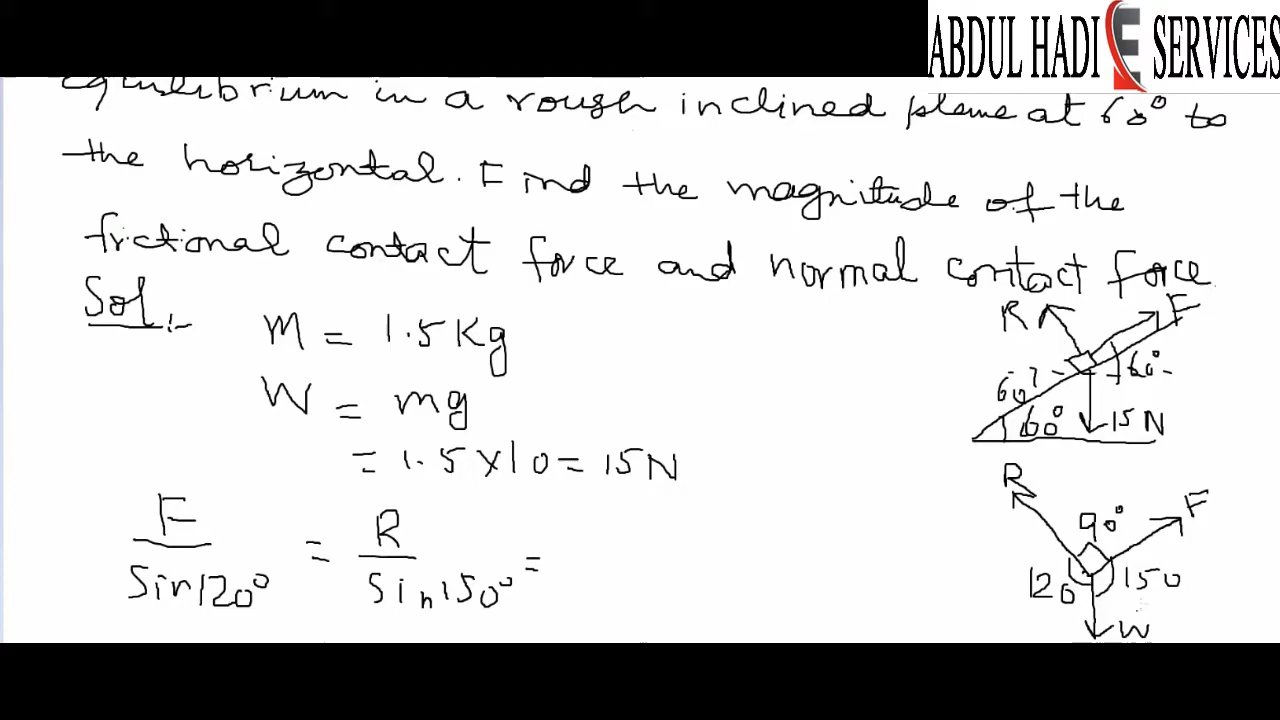 ABDUL HADI E SERVICES
equilibrium in a rough inclined plane at 60° to
the horizontal. Find the magnitude of the
frictional contact force and normal contact force
Sol:-
m = 1.5 Kg
W = mg
= 1.5 x 10 = 15N
F/Sin120° = R/Sin150° =
R F
60° 60°
60° 15N
R F
90°
120 150
W